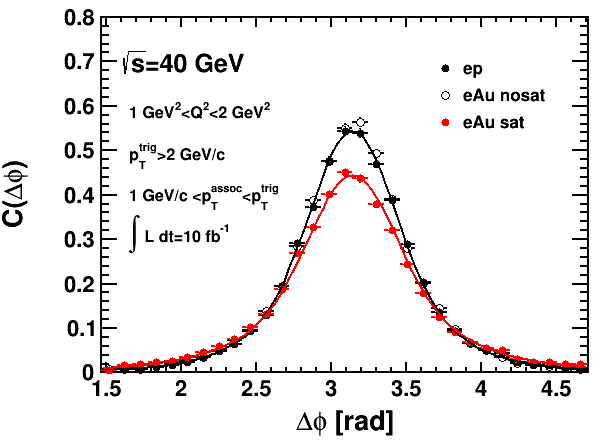 0.8
0.7
0.6
0.5
0.4
0.3
0.2
0.1
0
C(Δφ)
√s=40 GeV
1 GeV²<Q²<2 GeV²
p_T^trig>2 GeV/c
1 GeV/c <p_T^assoc<p_T^trig
∫ L dt=10 fb⁻¹
ep
eAu nosat
eAu sat
1.5 2 2.5 3 3.5 4 4.5
Δφ [rad]